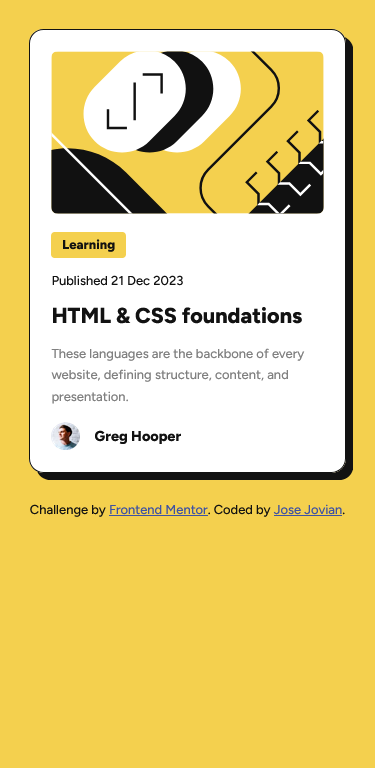 Learning
Published 21 Dec 2023
HTML & CSS foundations
These languages are the backbone of every
website, defining structure, content, and
presentation.
Greg Hooper
Challenge by Frontend Mentor. Coded by Jose Jovian.